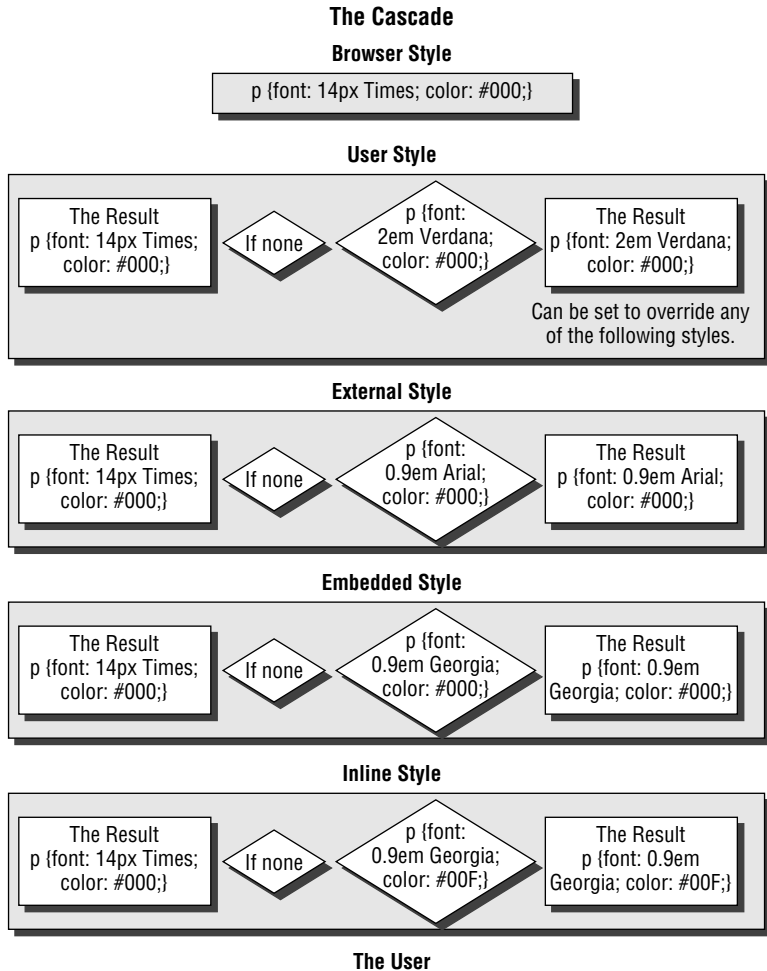 The Cascade
Browser Style
p {font: 14px Times; color: #000;}
User Style
The Result
p {font: 14px Times;
color: #000;}
If none
p {font:
2em Verdana;
color: #000;}
The Result
p {font: 2em Verdana;
color: #000;}
Can be set to override any
of the following styles.
External Style
The Result
p {font: 14px Times;
color: #000;}
If none
p {font:
0.9em Arial;
color: #000;}
The Result
p {font: 0.9em Arial;
color: #000;}
Embedded Style
The Result
p {font: 14px Times;
color: #000;}
If none
p {font:
0.9em Georgia;
color: #000;}
The Result
p {font: 0.9em
Georgia; color: #000;}
Inline Style
The Result
p {font: 14px Times;
color: #000;}
If none
p {font:
0.9em Georgia;
color: #00F;}
The Result
p {font: 0.9em
Georgia; color: #00F;}
The User